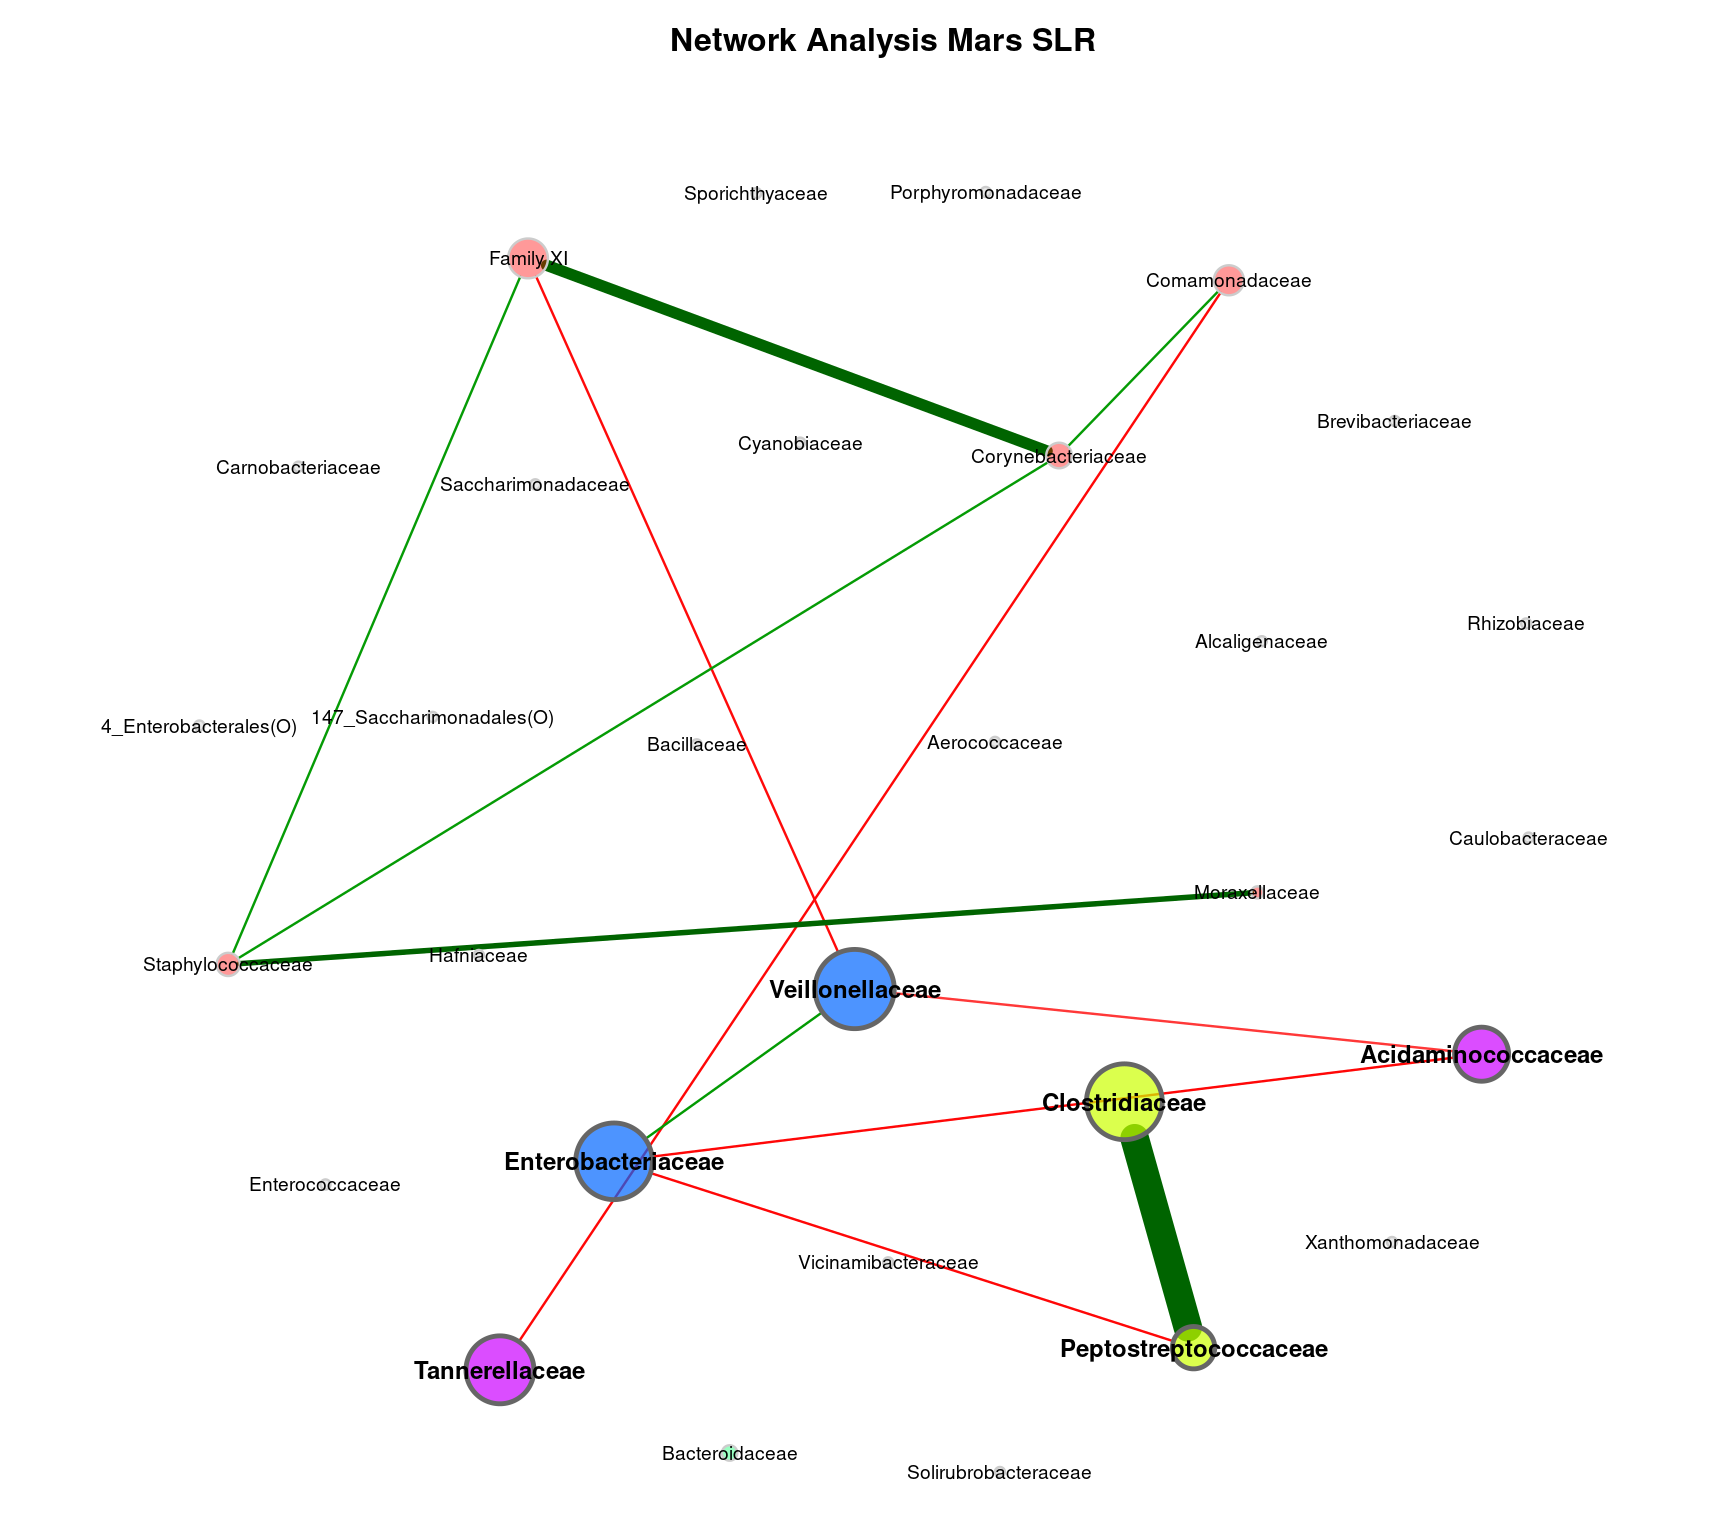 Network Analysis Mars SLR
Sporichthyaceae
Porphyromonadaceae
Family XI
Comamonadaceae
Brevibacteriaceae
Cyanobiaceae
Corynebacteriaceae
Carnobacteriaceae
Saccharimonadaceae
Rhizobiaceae
Alcaligenaceae
147_Saccharimonadales(O)
4_Enterobacterales(O)
Bacillaceae
Aerococcaceae
Caulobacteraceae
Moraxellaceae
Hafniaceae
Staphylococcaceae
Veillonellaceae
Acidaminococcaceae
Clostridiaceae
Enterobacteriaceae
Enterococcaceae
Xanthomonadaceae
Vicinamibacteraceae
Peptostreptococcaceae
Tannerellaceae
Bacteroidaceae
Solirubrobacteraceae